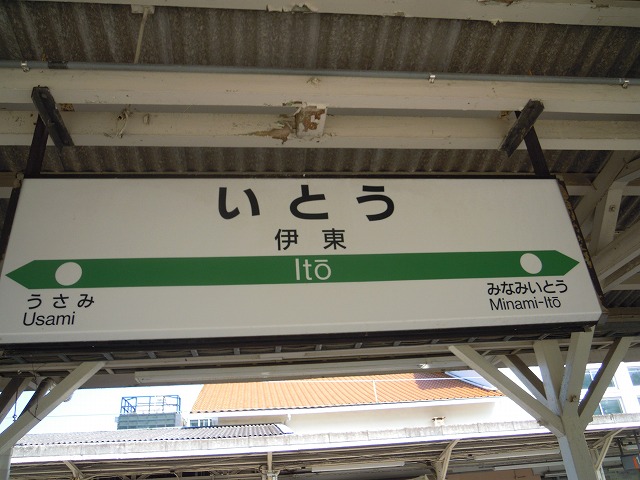 いとう
伊東
Itō
うさみ
Usami
みなみいとう
Minami-Itō